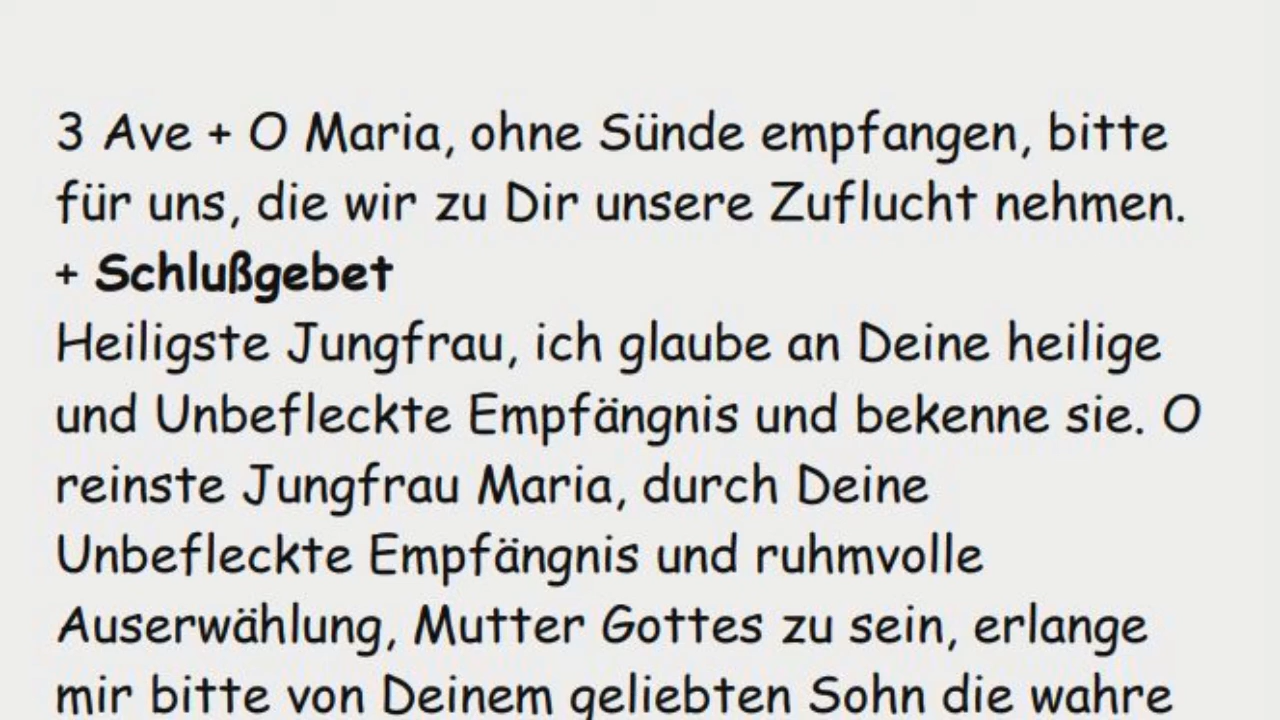 3 Ave + O Maria, ohne Sünde empfangen, bitte
für uns, die wir zu Dir unsere Zuflucht nehmen.
+ Schlußgebet
Heiligste Jungfrau, ich glaube an Deine heilige
und Unbefleckte Empfängnis und bekenne sie. O
reinste Jungfrau Maria, durch Deine
Unbefleckte Empfängnis und ruhmvolle
Auserwählung, Mutter Gottes zu sein, erlange
mir bitte von Deinem geliebten Sohn die wahre